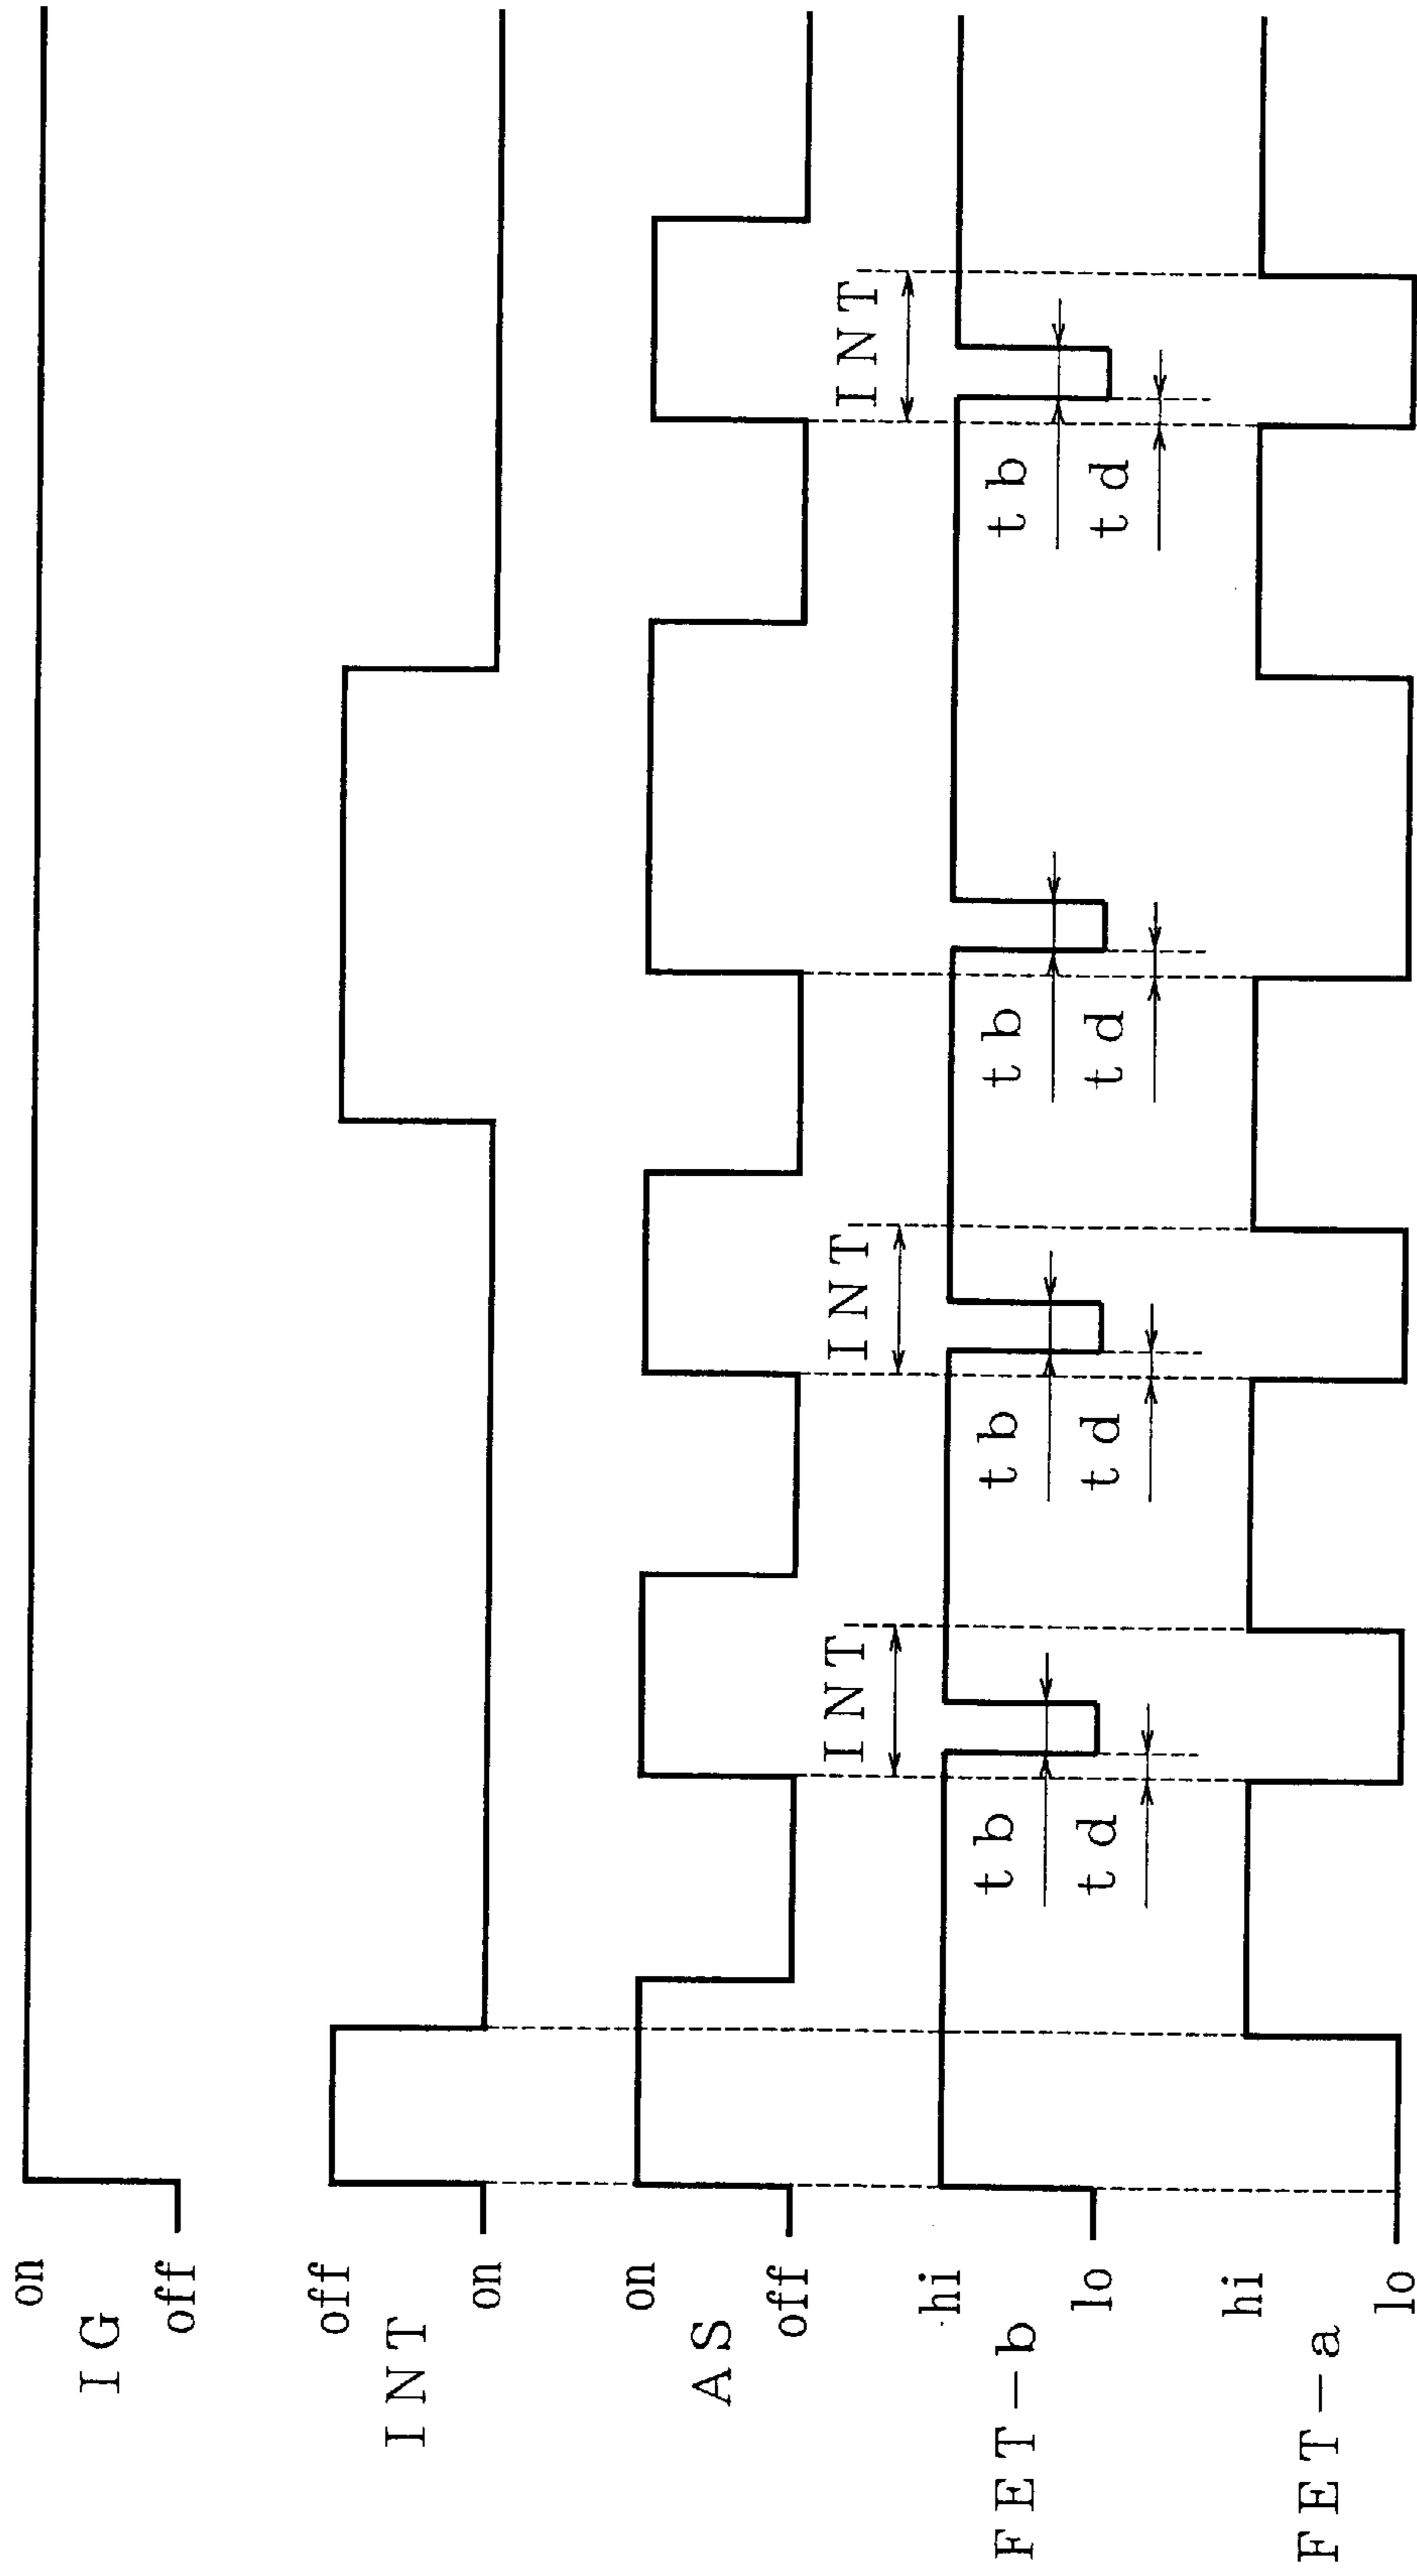 IG
on
off
INT
off
on
AS
on
off
FET-b
hi
lo
FET-a
hi
lo
INT
INT
INT
tb
tb
tb
tb
td
td
td
td